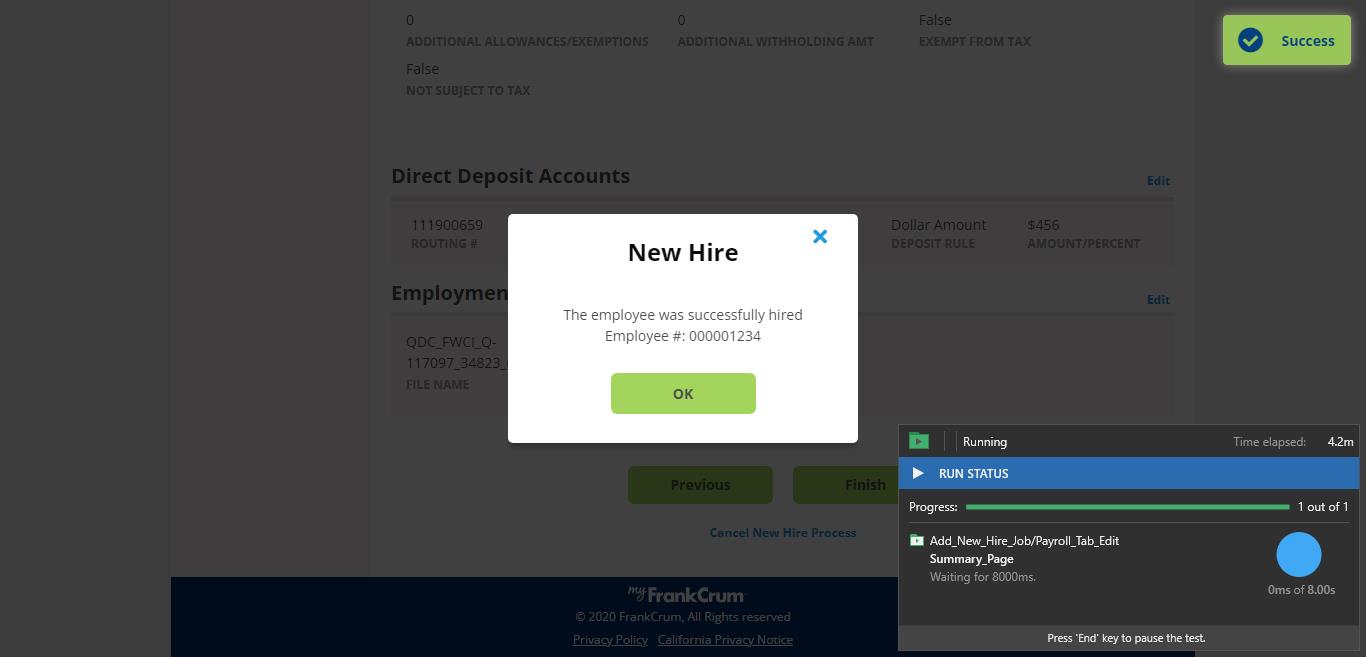 0
0
False
ADDITIONAL ALLOWANCES/EXEMPTIONS
ADDITIONAL WITHHOLDING AMT
EXEMPT FROM TAX
False
NOT SUBJECT TO TAX
Success
Direct Deposit Accounts
Edit
111900659
ROUTING #
Dollar Amount
DEPOSIT RULE
$456
AMOUNT/PERCENT
New Hire
The employee was successfully hired
Employee #: 000001234
OK
Edit
QDC_FWCI_Q-
FILE NAME
Previous
Finish
Cancel New Hire Process
my FrankCrum
© 2020 FrankCrum, All Rights reserved
Privacy Policy California Privacy Notice
Running
Time elapsed: 4.2m
RUN STATUS
Progress: 1 out of 1
Add_New_Hire_Job/Payroll_Tab_Edit
Summary_Page
Waiting for 8000ms.
0ms of 8.00s
Press 'End' key to pause the test.